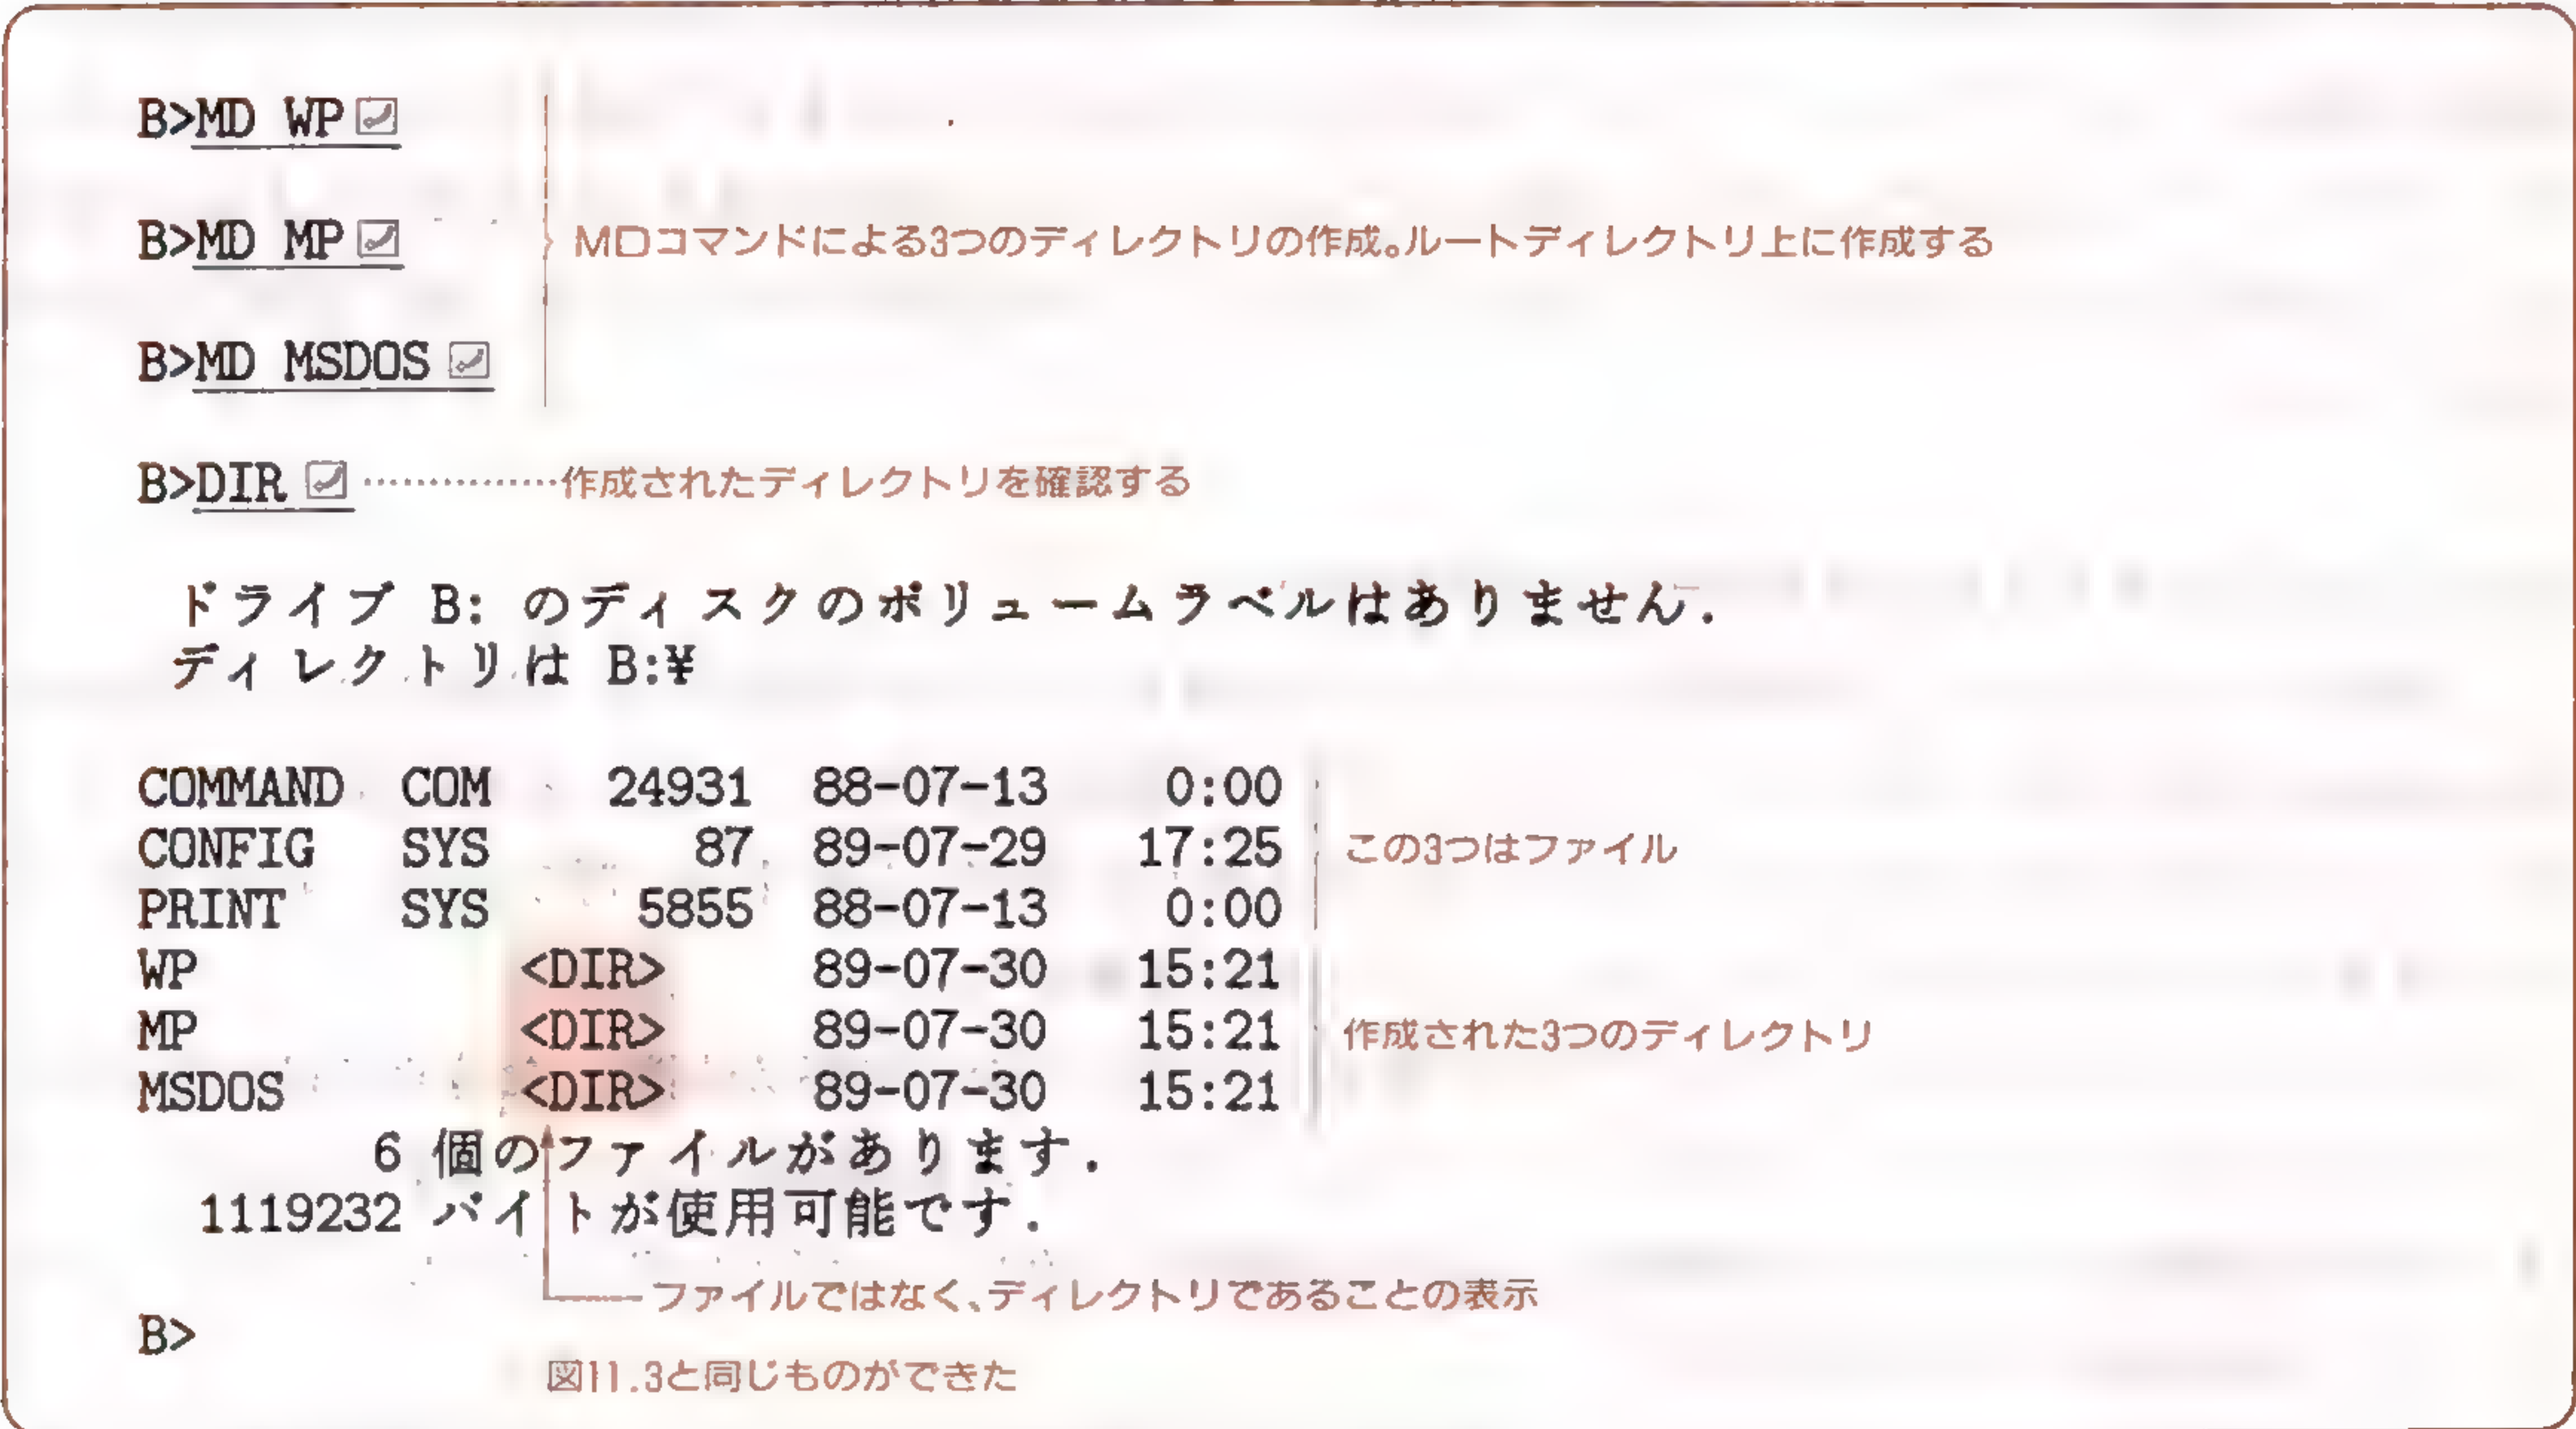 B>MD WP
B>MD MP
MDコマンドによる3つのディレクトリの作成。ルートディレクトリ上に作成する
B>MD MSDOS
B>DIR ……………作成されたディレクトリを確認する
ドライブ B: のディスクのボリュームラベルはありません.
ディレクトリは B:¥
COMMAND COM 24931 88-07-13 0:00
CONFIG SYS 87 89-07-29 17:25 この3つはファイル
PRINT SYS 5855 88-07-13 0:00
WP <DIR> 89-07-30 15:21
MP <DIR> 89-07-30 15:21 作成された3つのディレクトリ
MSDOS <DIR> 89-07-30 15:21
6 個のファイルがあります.
1119232 バイトが使用可能です.
ファイルではなく、ディレクトリであることの表示
B>
図11.3と同じものができた